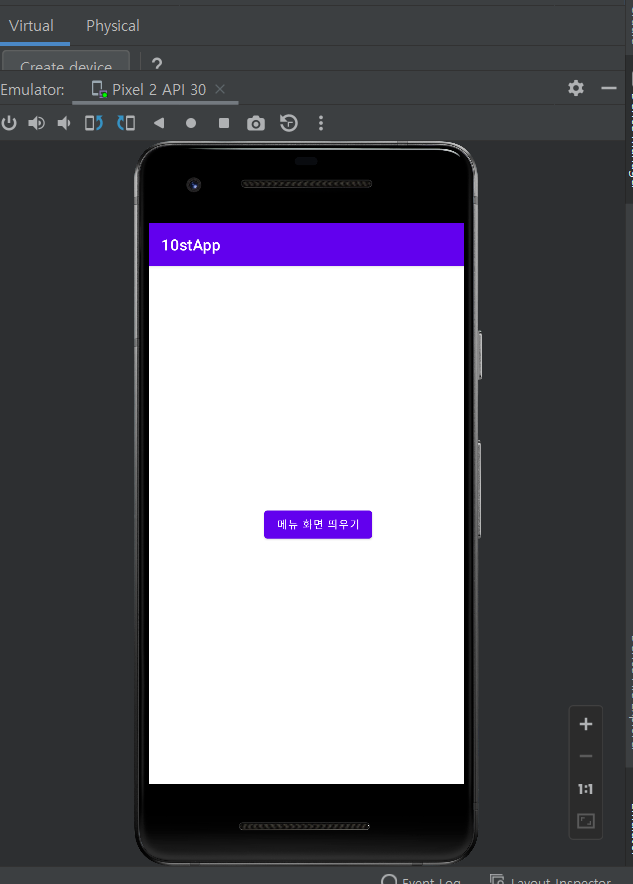 Virtual Physical
Create device ?
Emulator: Pixel 2 API 30
10stApp
메뉴 화면 띄우기
1:1
Event Log Layout Inspector